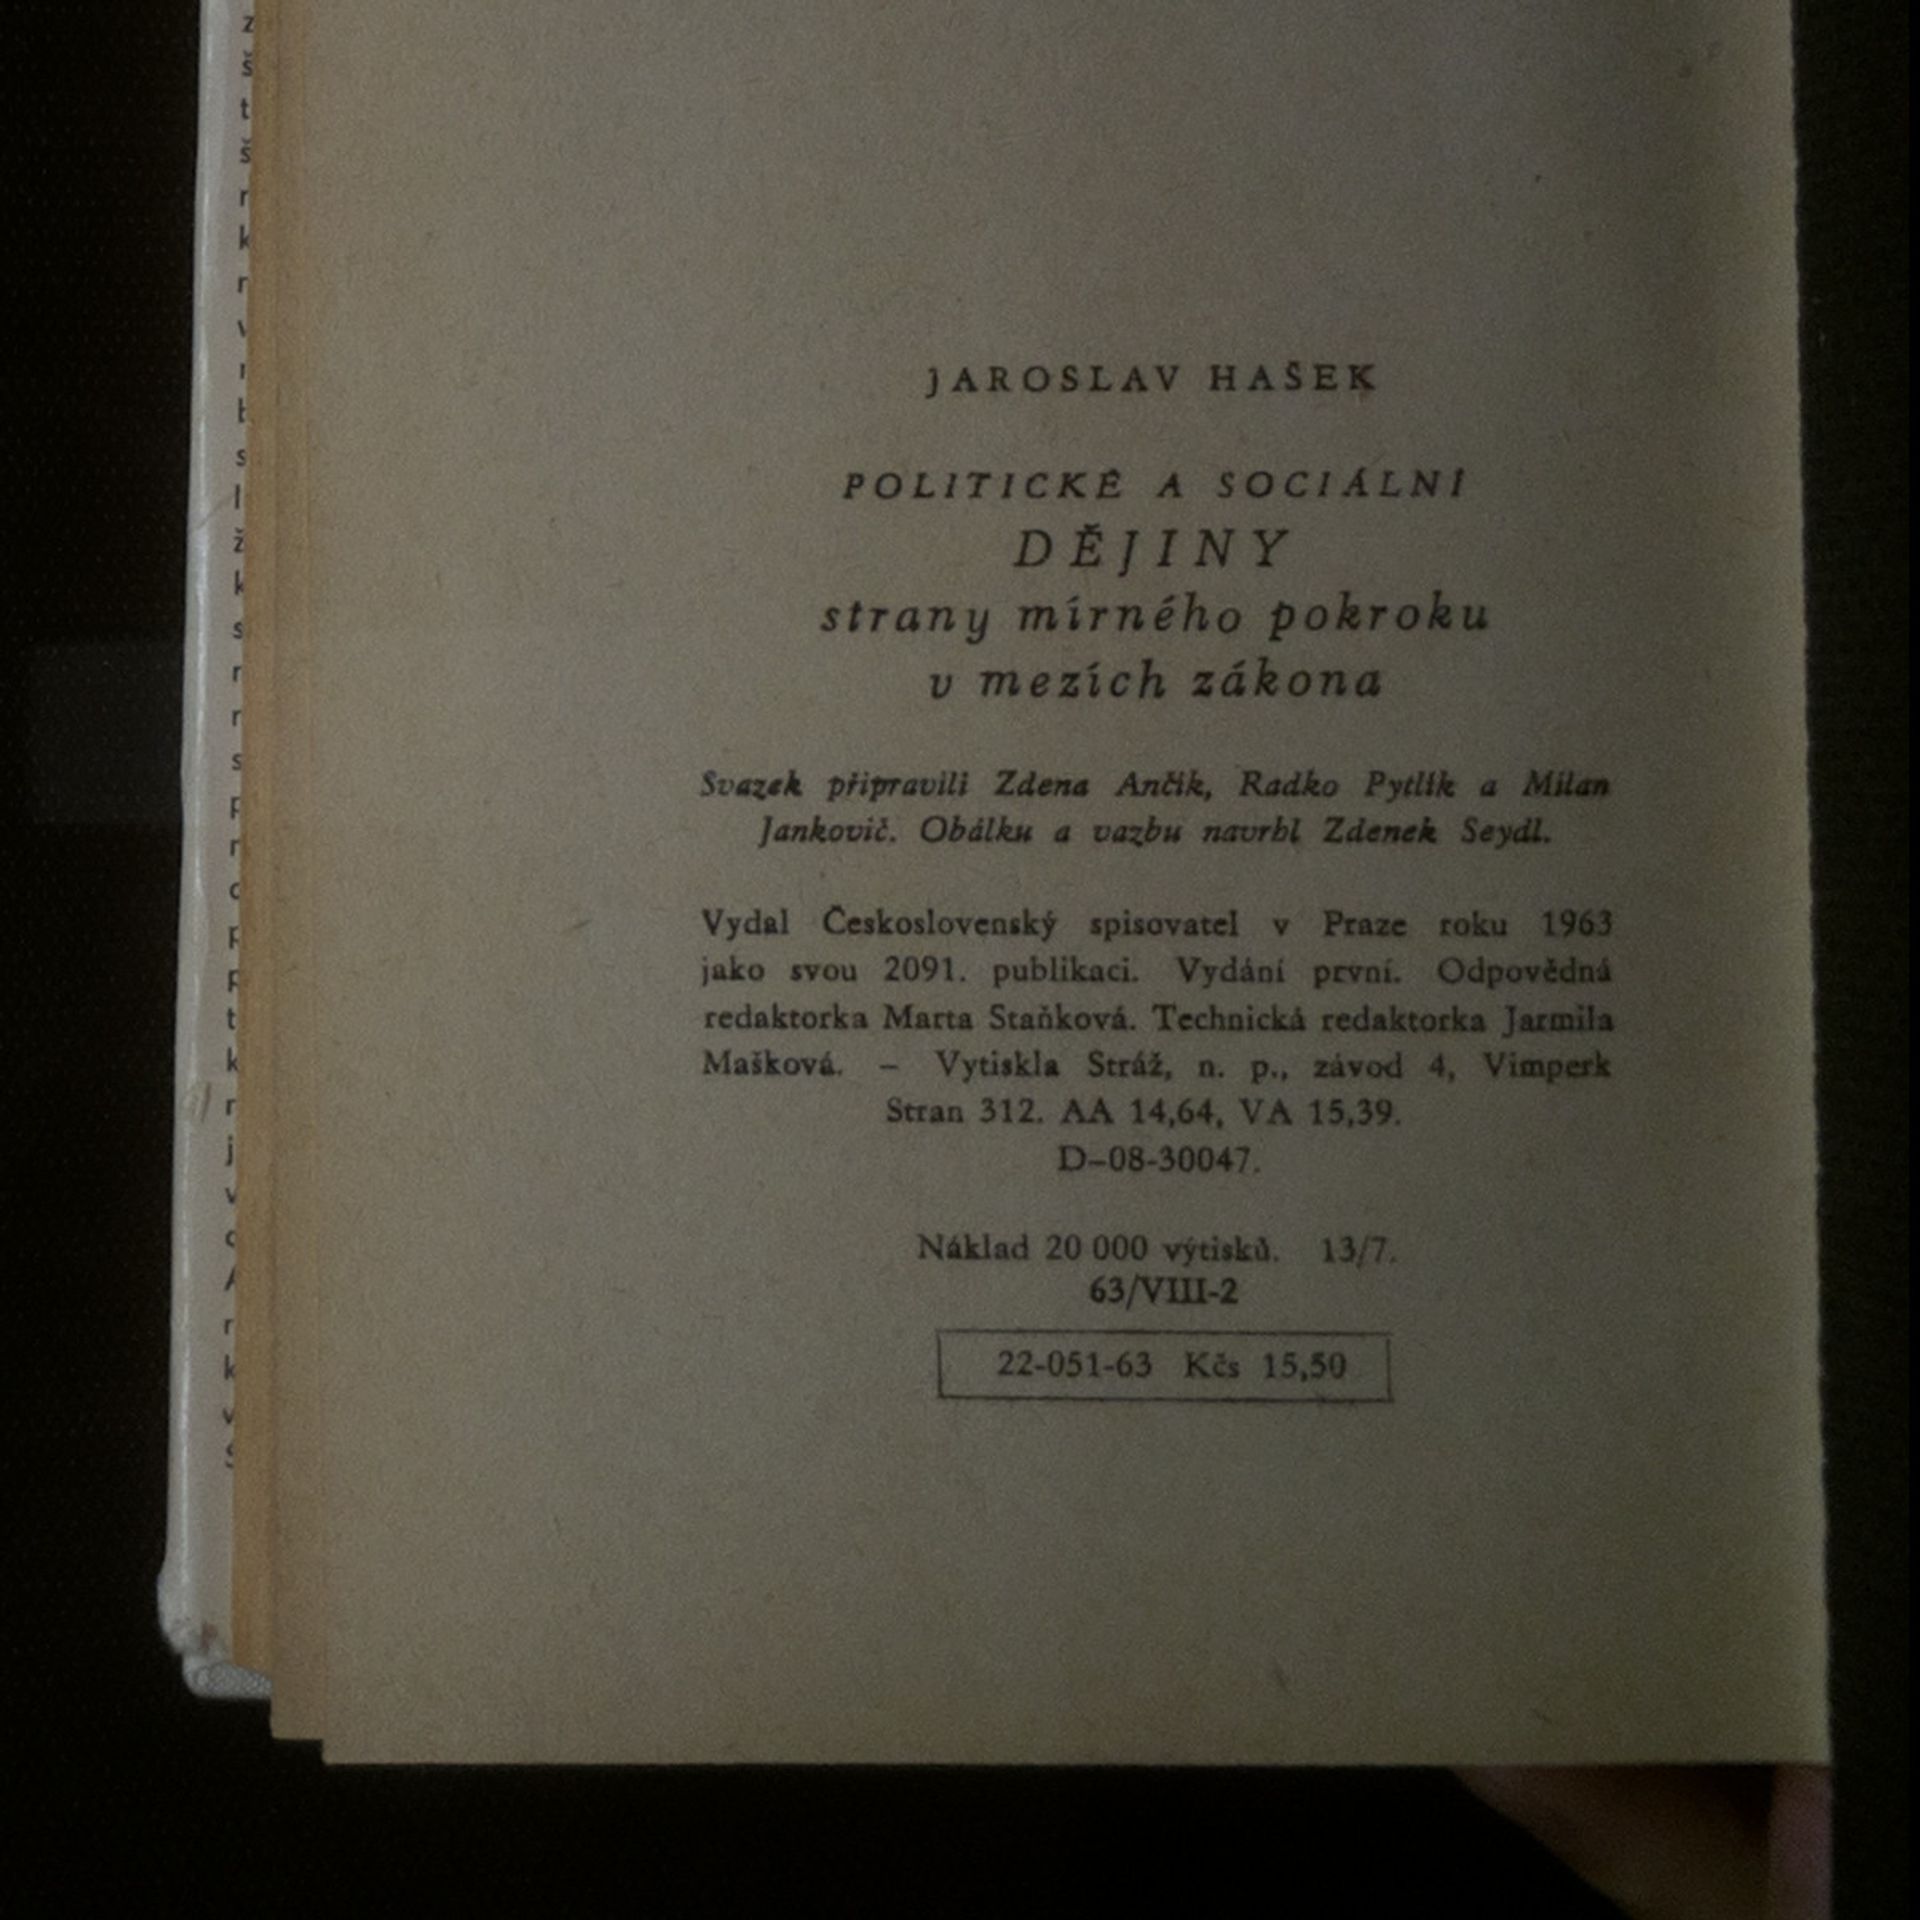 JAROSLAV HAŠEK
POLITICKÉ A SOCIÁLNÍ
DĚJINY
strany mírného pokroku
v mezích zákona
Svazek připravili Zdena Ančík, Radko Pytlík a Milan
Jankovič. Obálku a vazbu navrhl Zdenek Seydl.
Vydal Československý spisovatel v Praze roku 1963
jako svou 2091. publikaci. Vydání první. Odpovědná
redaktorka Marta Staňková. Technická redaktorka Jarmila
Mašková. – Vytiskla Stráž, n. p., závod 4, Vimperk
Stran 312. AA 14,64, VA 15,39.
D–08-30047.
Náklad 20 000 výtisků. 13/7.
63/VIII-2
22-051-63 Kčs 15,50